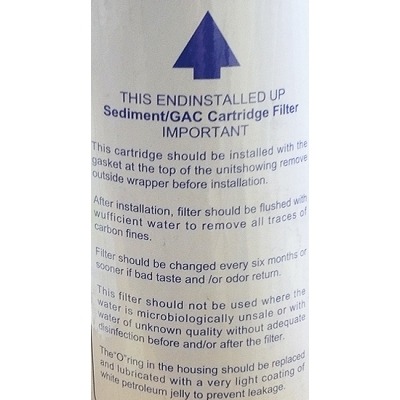 THIS ENDINSTALLED UP
Sediment/GAC Cartridge Filter
IMPORTANT
This cartridge should be installed with the
gasket at the top of the unitshowing remove
outside wrapper before installation.
After installation, filter should be flushed with
wufficient water to remove all traces of
carbon fines.
Filter should be changed every six months or
sooner if bad taste and /or odor return.
This filter should not be used where the
water is microbiologically unsale or with
water of unknown quality without adequate
disinfection before and/or after the filter.
The"O"ring in the housing should be replaced
and lubricated with a very light coating of
white petroleum jelly to prevent leakage.